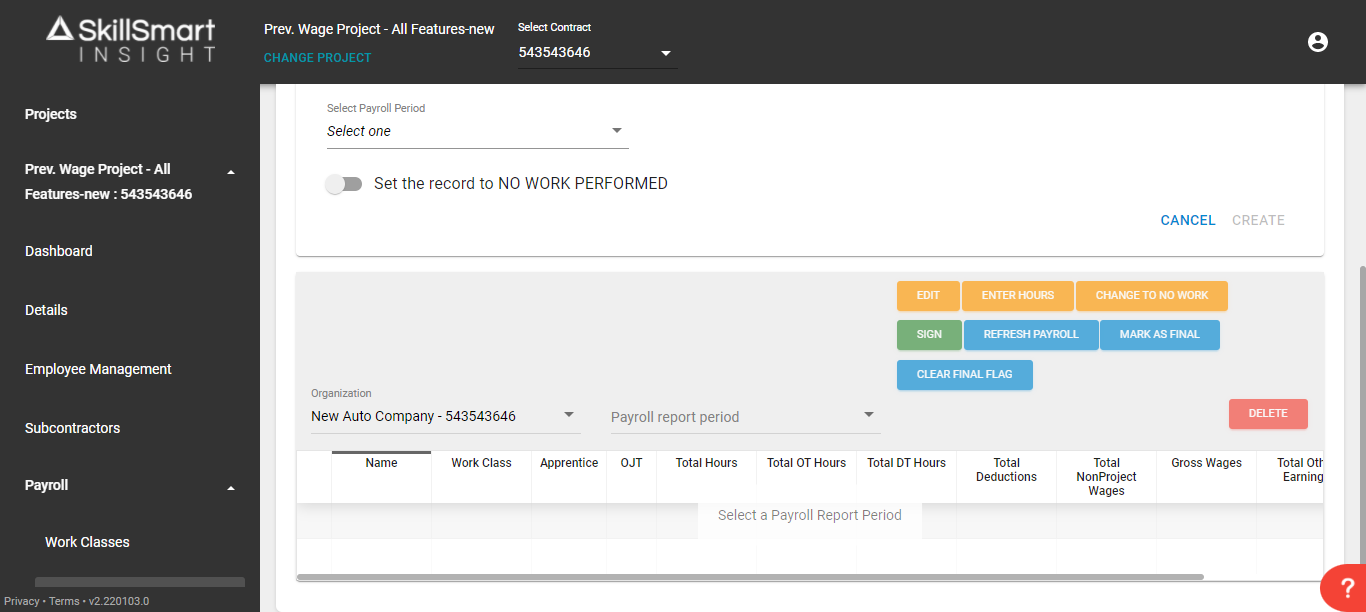 SkillSmart
INSIGHT
Prev. Wage Project - All Features-new
CHANGE PROJECT
Select Contract
543543646
Projects
Prev. Wage Project - All
Features-new : 543543646
Dashboard
Details
Employee Management
Subcontractors
Payroll
Work Classes
Privacy • Terms • v2.220103.0
Select Payroll Period
Select one
Set the record to NO WORK PERFORMED
CANCEL CREATE
EDIT ENTER HOURS CHANGE TO NO WORK
SIGN REFRESH PAYROLL MARK AS FINAL
CLEAR FINAL FLAG
Organization
New Auto Company - 543543646
Payroll report period
DELETE
Name
Work Class
Apprentice
OJT
Total Hours
Total OT Hours
Total DT Hours
Total
Deductions
Total
NonProject
Wages
Gross Wages
Total Oth
Earning
Select a Payroll Report Period
?